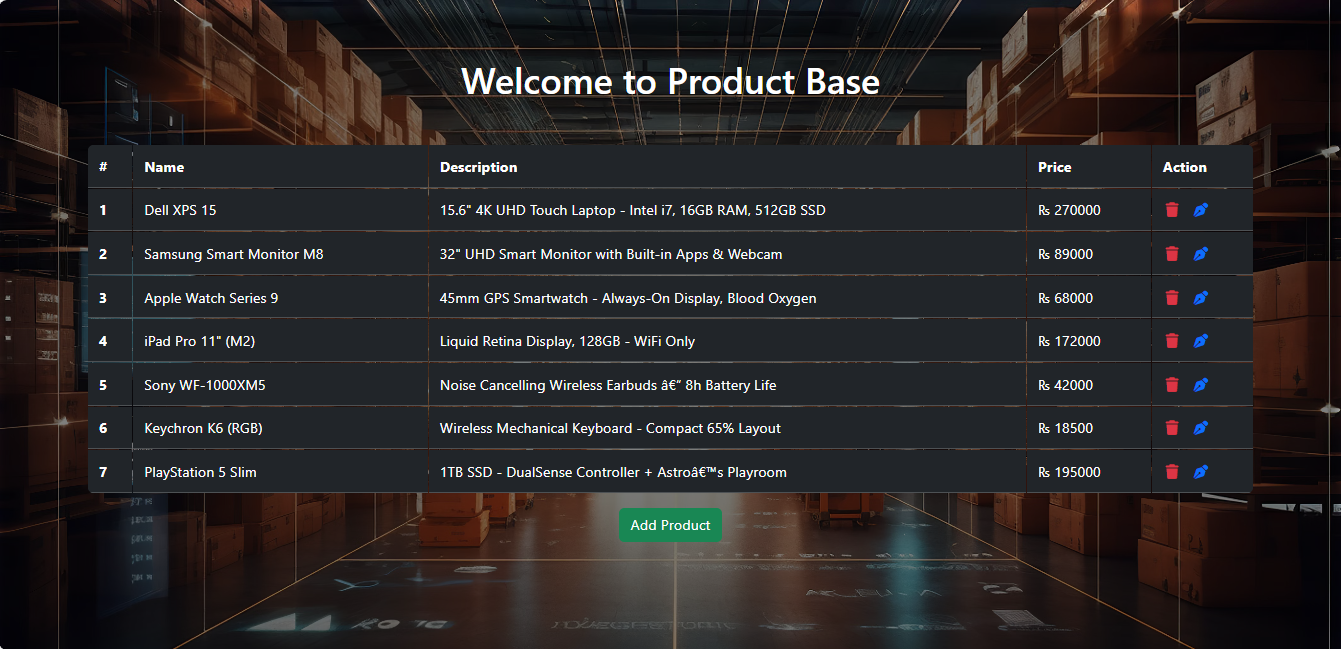 Welcome to Product Base
# Name Description Price Action
1 Dell XPS 15 15.6" 4K UHD Touch Laptop - Intel i7, 16GB RAM, 512GB SSD ₨ 270000
2 Samsung Smart Monitor M8 32" UHD Smart Monitor with Built-in Apps & Webcam ₨ 89000
3 Apple Watch Series 9 45mm GPS Smartwatch - Always-On Display, Blood Oxygen ₨ 68000
4 iPad Pro 11" (M2) Liquid Retina Display, 128GB - WiFi Only ₨ 172000
5 Sony WF-1000XM5 Noise Cancelling Wireless Earbuds â€“ 8h Battery Life ₨ 42000
6 Keychron K6 (RGB) Wireless Mechanical Keyboard - Compact 65% Layout ₨ 18500
7 PlayStation 5 Slim 1TB SSD - DualSense Controller + Astroâ€™s Playroom ₨ 195000
Add Product